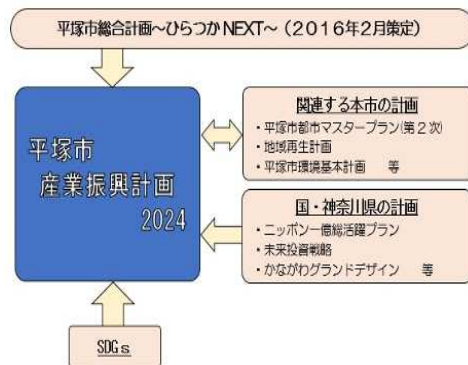 平塚市総合計画～ひらつかNEXT～（2016年2月策定）
平塚市
産業振興計画
2024
関連する本市の計画
・平塚市都市マスタープラン(第2次)
・地域再生計画
・平塚市環境基本計画　等
国・神奈川県の計画
・ニッポン一億総活躍プラン
・未来投資戦略
・かながわグランドデザイン　等
SDGs